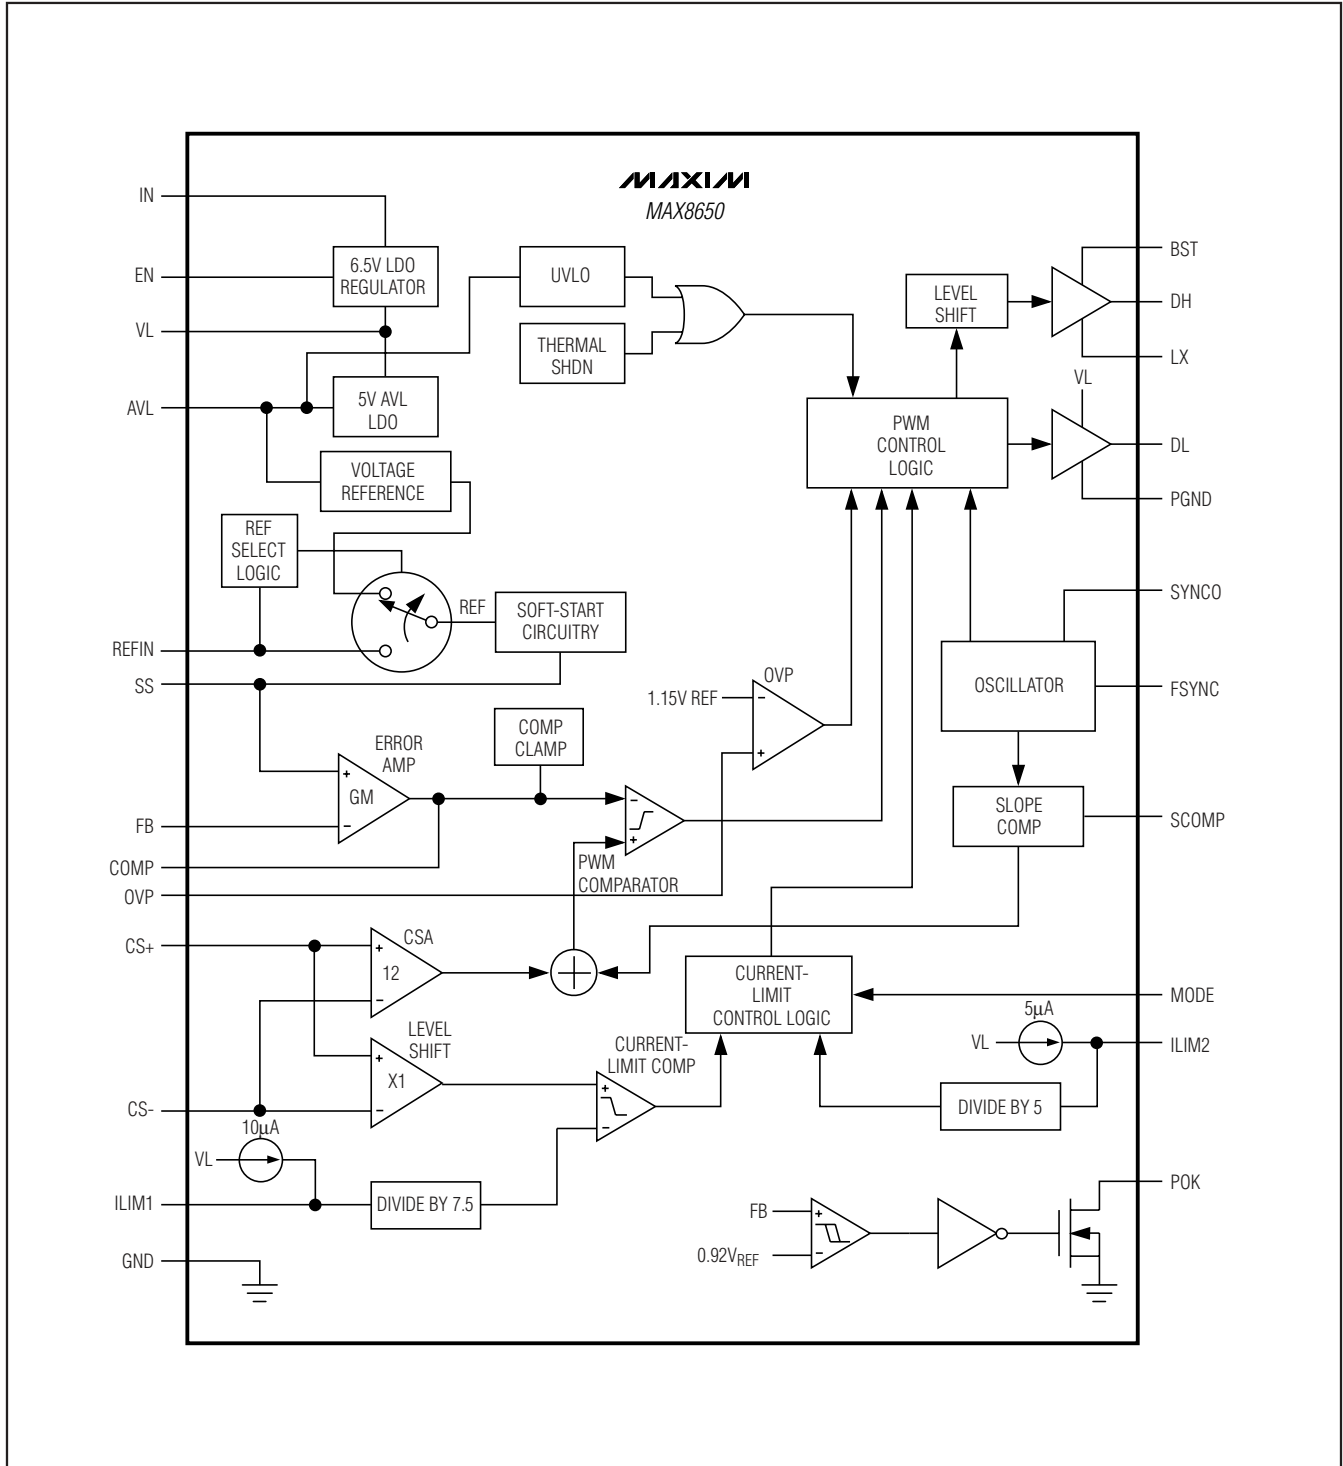 MAXIM
MAX8650
IN
EN
VL
AVL
REFIN
SS
FB
COMP
OVP
CS+
CS-
ILIM1
GND
6.5V LDO
REGULATOR
5V AVL
LDO
VOLTAGE
REFERENCE
REF
SELECT
LOGIC
REF
SOFT-START
CIRCUITRY
UVLO
THERMAL
SHDN
LEVEL
SHIFT
BST
DH
LX
VL
PWM
CONTROL
LOGIC
DL
PGND
SYNCO
OSCILLATOR
FSYNC
SLOPE
COMP
SCOMP
1.15V REF
OVP
-
+
ERROR
AMP
+
GM
-
COMP
CLAMP
-
+
PWM
COMPARATOR
CSA
+
12
-
LEVEL
SHIFT
+
X1
-
CURRENT-
LIMIT COMP
+
-
CURRENT-
LIMIT
CONTROL LOGIC
MODE
5µA
VL
ILIM2
DIVIDE BY 5
10µA
VL
DIVIDE BY 7.5
POK
FB
+
0.92VREF
-